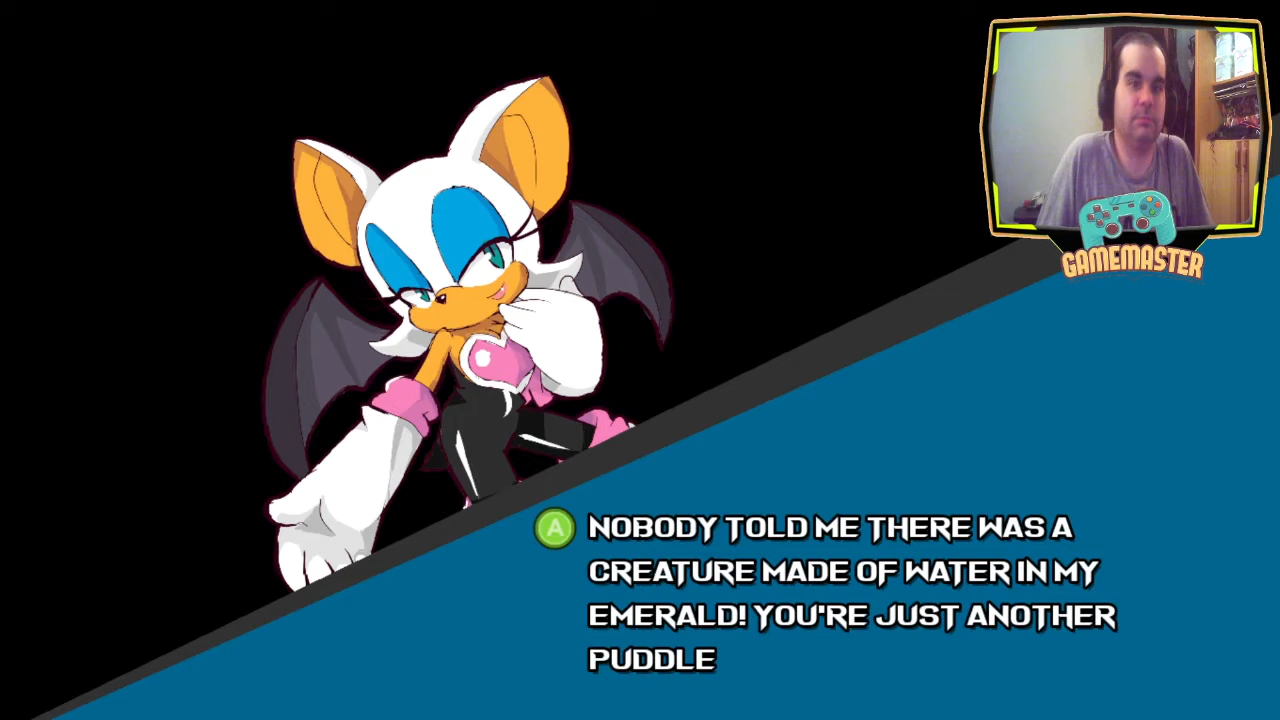 GAMEMASTER
A
NOBODY TOLD ME THERE WAS A
CREATURE MADE OF WATER IN MY
EMERALD! YOU'RE JUST ANOTHER
PUDDLE